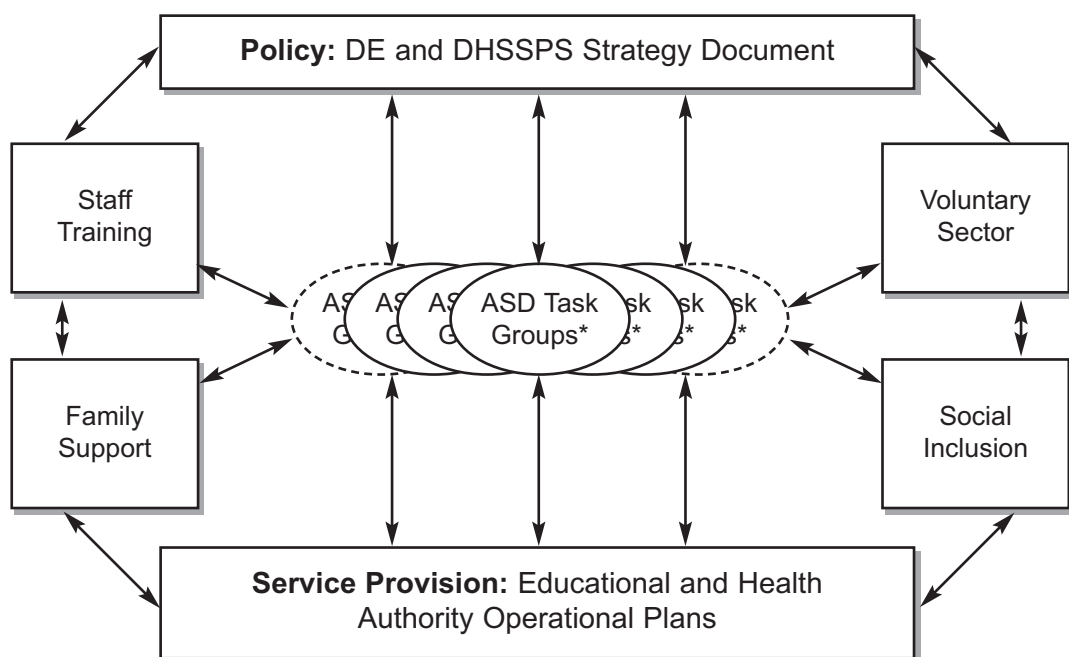 Policy: DE and DHSSPS Strategy Document
Staff
Training
Voluntary
Sector
ASD Task
Groups*
Family
Support
Social
Inclusion
Service Provision: Educational and Health
Authority Operational Plans